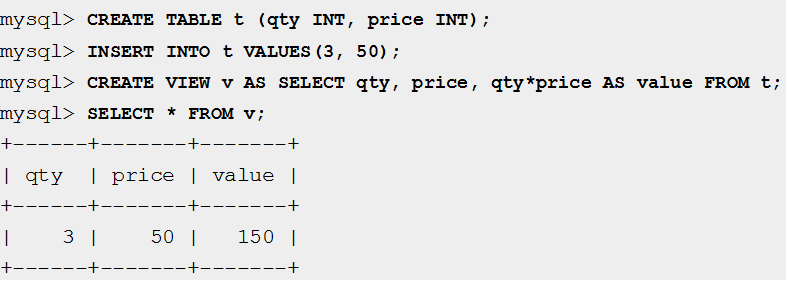 mysql> CREATE TABLE t (qty INT, price INT);
mysql> INSERT INTO t VALUES(3, 50);
mysql> CREATE VIEW v AS SELECT qty, price, qty*price AS value FROM t;
mysql> SELECT * FROM v;
+------+-------+-------+
| qty  | price | value |
+------+-------+-------+
|    3 |    50 |   150 |
+------+-------+-------+